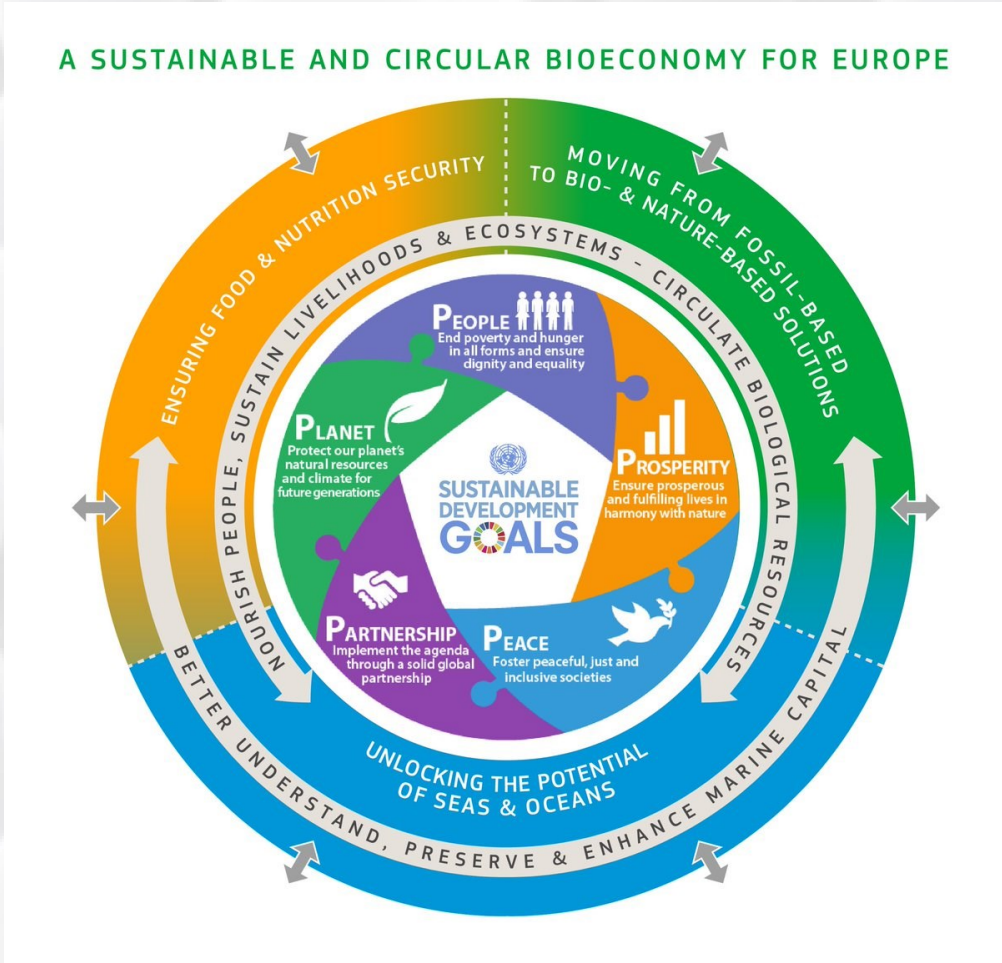 A SUSTAINABLE AND CIRCULAR BIOECONOMY FOR EUROPE
ENSURING FOOD & NUTRITION SECURITY
MOVING FROM FOSSIL-BASED
TO BIO- & NATURE-BASED SOLUTIONS
NOURISH PEOPLE, SUSTAIN LIVELIHOODS & ECOSYSTEMS - CIRCULATE BIOLOGICAL RESOURCES
PEOPLE
End poverty and hunger
in all forms and ensure
dignity and equality
PLANET
Protect our planet's
natural resources
and climate for
future generations
PROSPERITY
Ensure prosperous
and fulfilling lives in
harmony with nature
SUSTAINABLE
DEVELOPMENT
GOALS
PARTNERSHIP
Implement the agenda
through a solid global
partnership
PEACE
Foster peaceful, just and
inclusive societies
UNLOCKING THE POTENTIAL
OF SEAS & OCEANS
BETTER UNDERSTAND, PRESERVE & ENHANCE MARINE CAPITAL